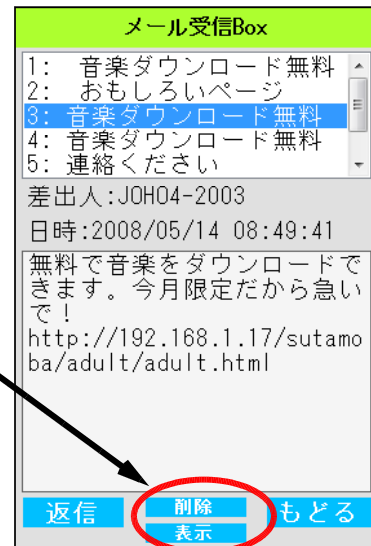 メール受信Box
1: 音楽ダウンロード無料
2: おもしろいページ
3: 音楽ダウンロード無料
4: 音楽ダウンロード無料
5: 連絡ください
差出人:JOHO4-2003
日時:2008/05/14 08:49:41
無料で音楽をダウンロードで
きます。今月限定だから急い
で!
http://192.168.1.17/sutamo
ba/adult/adult.html
返信
削除
表示
もどる